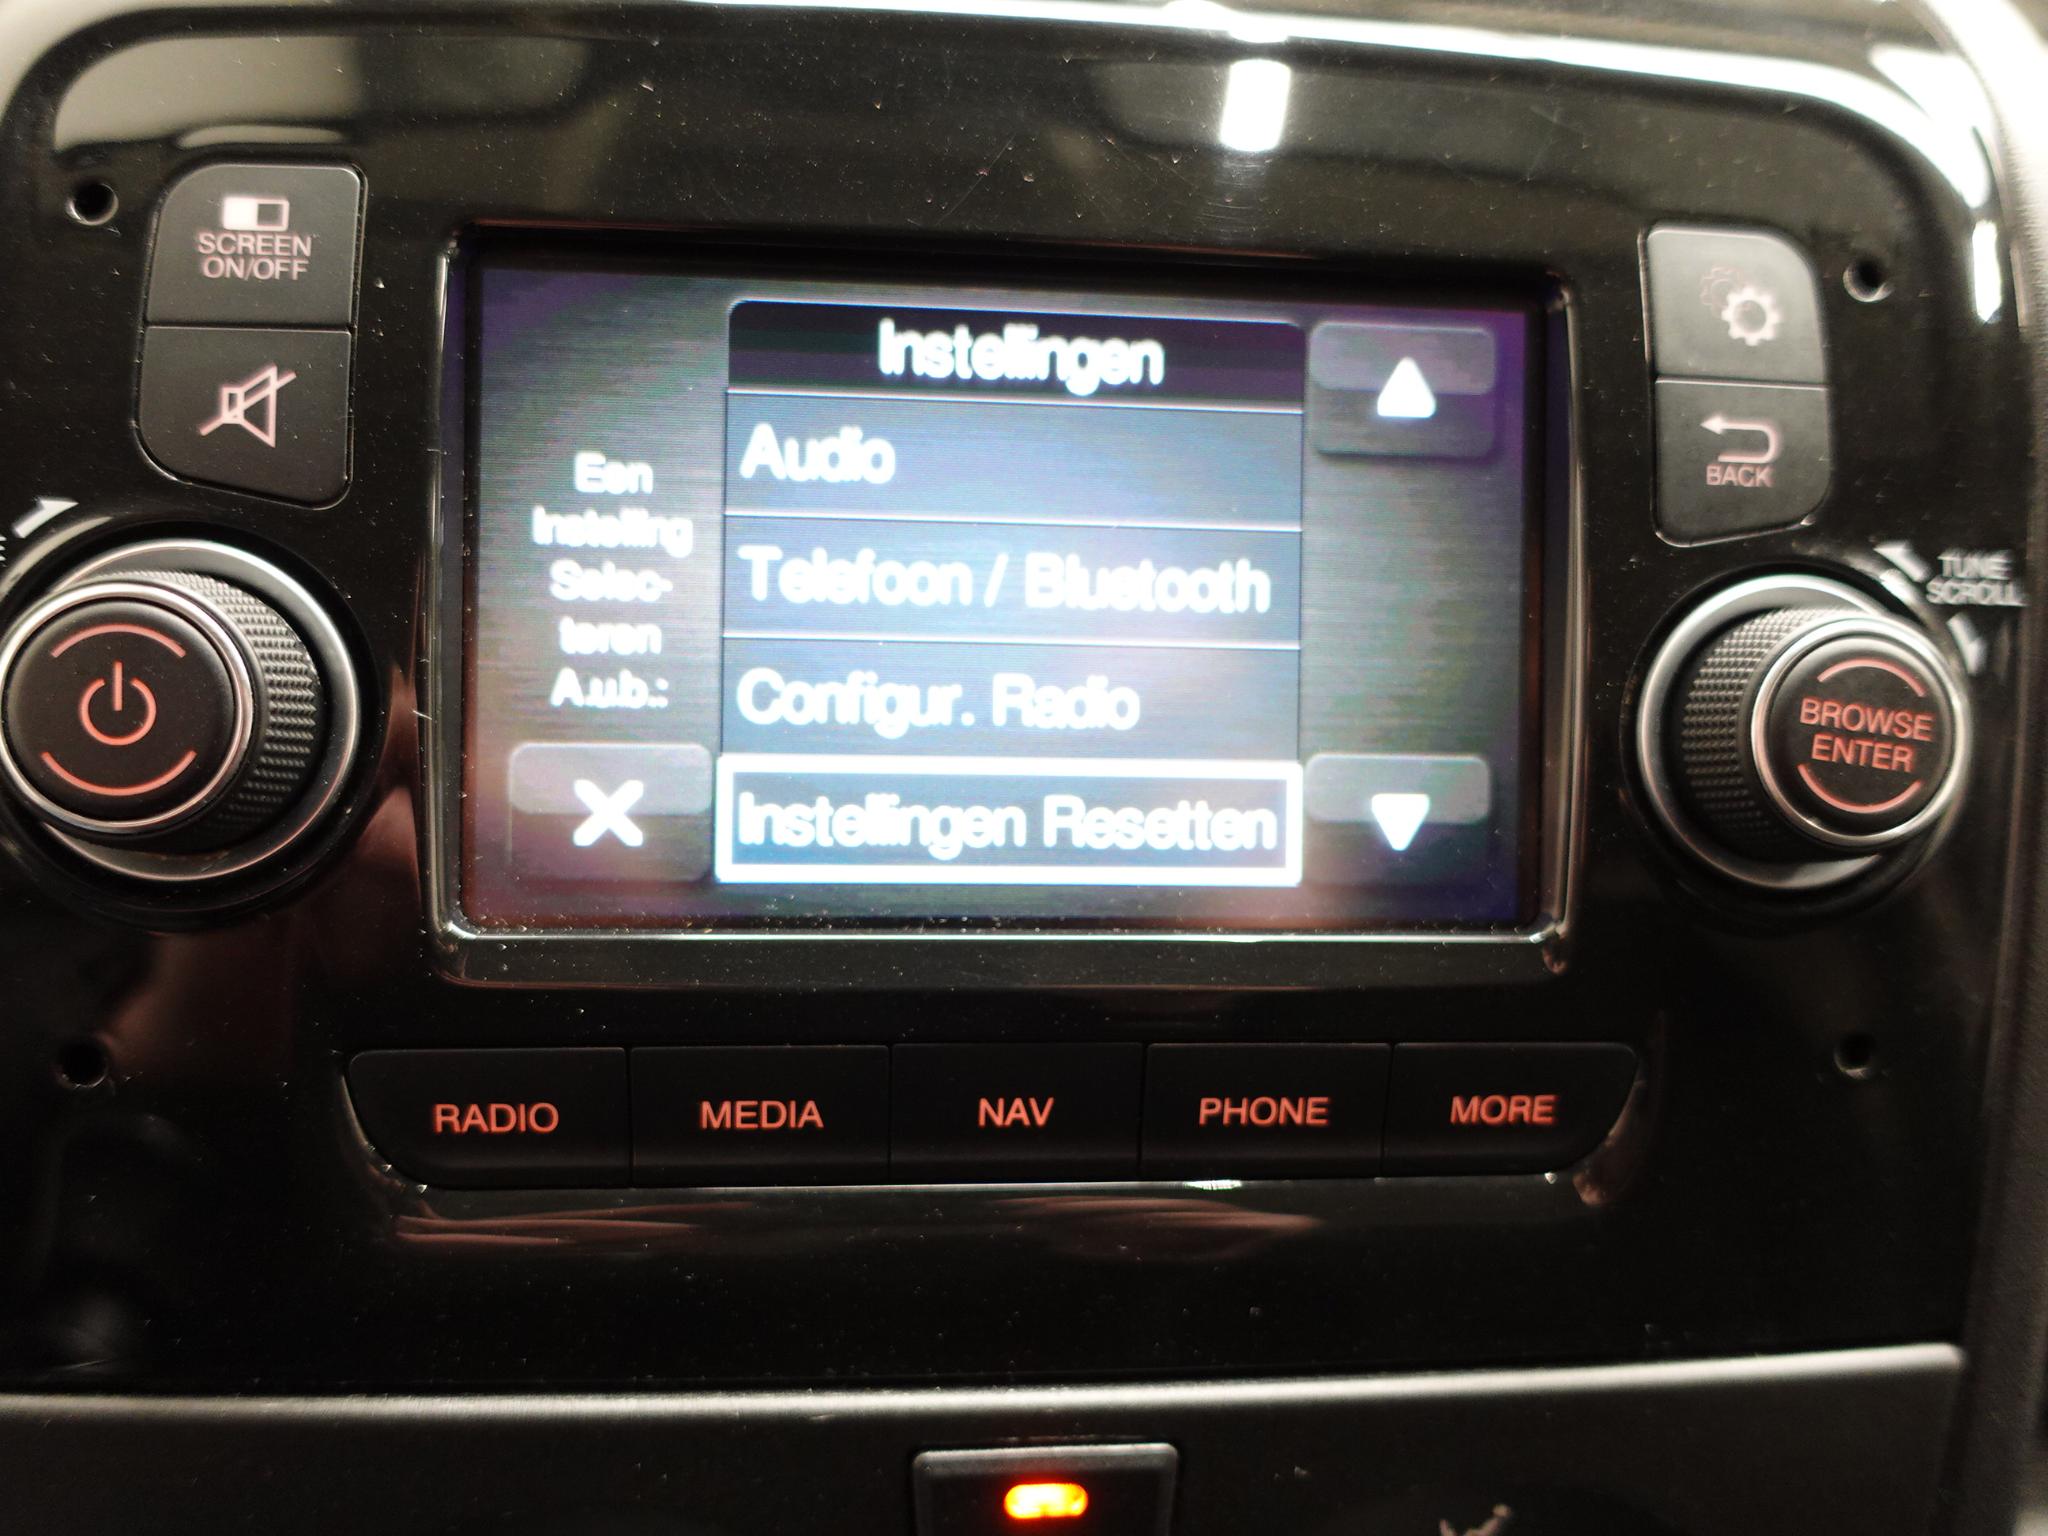 SCREEN
ON/OFF
Instellingen
Audio
Telefoon / Bluetooth
Configur. Radio
Instellingen Resetten
Een
Instelling
Selec-
teren
A.u.b.:
BACK
TUNE
SCROLL
BROWSE
ENTER
RADIO
MEDIA
NAV
PHONE
MORE